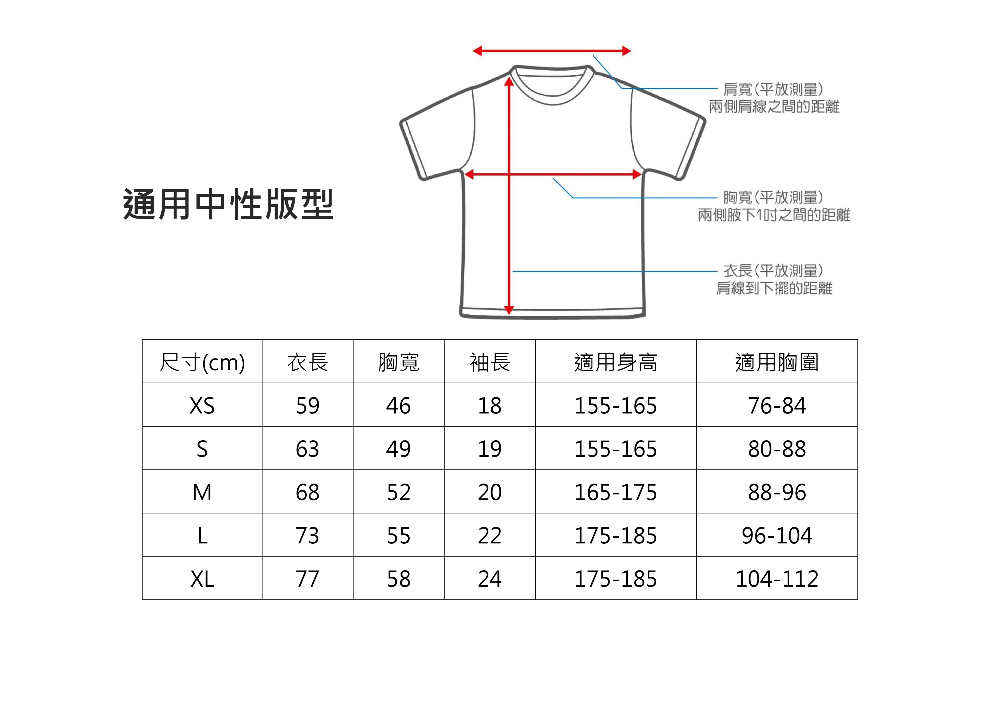 肩寬(平放測量)
兩側肩線之間的距離
通用中性版型
胸寬(平放測量)
兩側腋下1吋之間的距離
衣長(平放測量)
肩線到下擺的距離
尺寸(cm) 衣長 胸寬 袖長 適用身高 適用胸圍
XS 59 46 18 155-165 76-84
S 63 49 19 155-165 80-88
M 68 52 20 165-175 88-96
L 73 55 22 175-185 96-104
XL 77 58 24 175-185 104-112